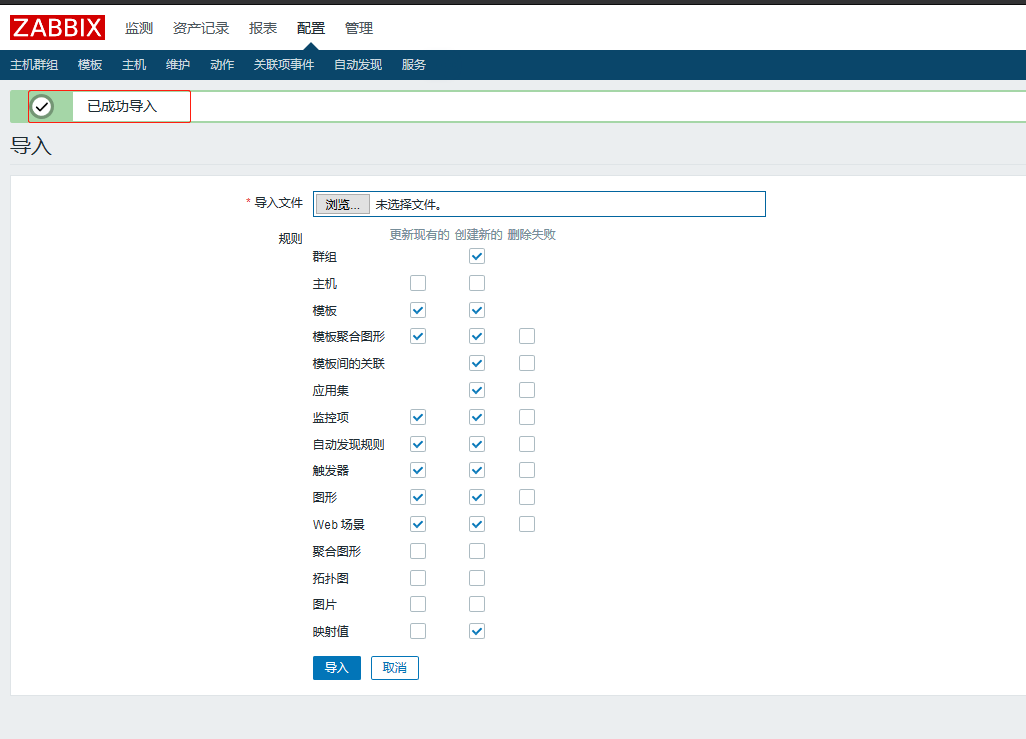 ZABBIX 监测 资产记录 报表 配置 管理
主机群组 模板 主机 维护 动作 关联项事件 自动发现 服务
已成功导入
导入
* 导入文件 浏览... 未选择文件。
规则 更新现有的 创建新的 删除失败
群组
主机
模板
模板聚合图形
模板间的关联
应用集
监控项
自动发现规则
触发器
图形
Web 场景
聚合图形
拓扑图
图片
映射值
导入 取消